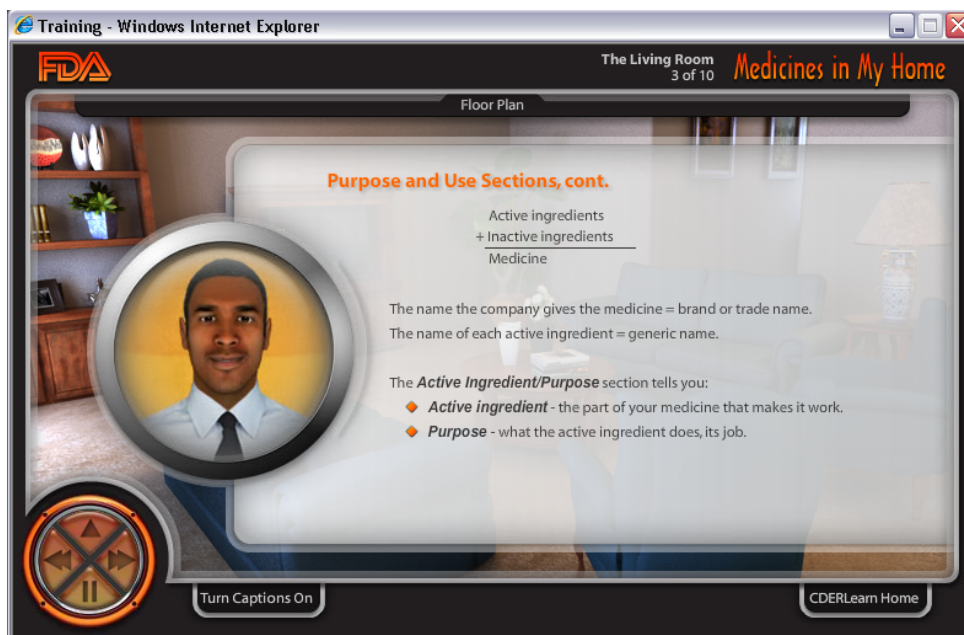 Training - Windows Internet Explorer
FDA
The Living Room
3 of 10
Medicines in My Home
Floor Plan
Purpose and Use Sections, cont.
Active ingredients
+ Inactive ingredients
Medicine
The name the company gives the medicine = brand or trade name.
The name of each active ingredient = generic name.
The Active Ingredient/Purpose section tells you:
Active ingredient - the part of your medicine that makes it work.
Purpose - what the active ingredient does, its job.
Turn Captions On
CDERLearn Home